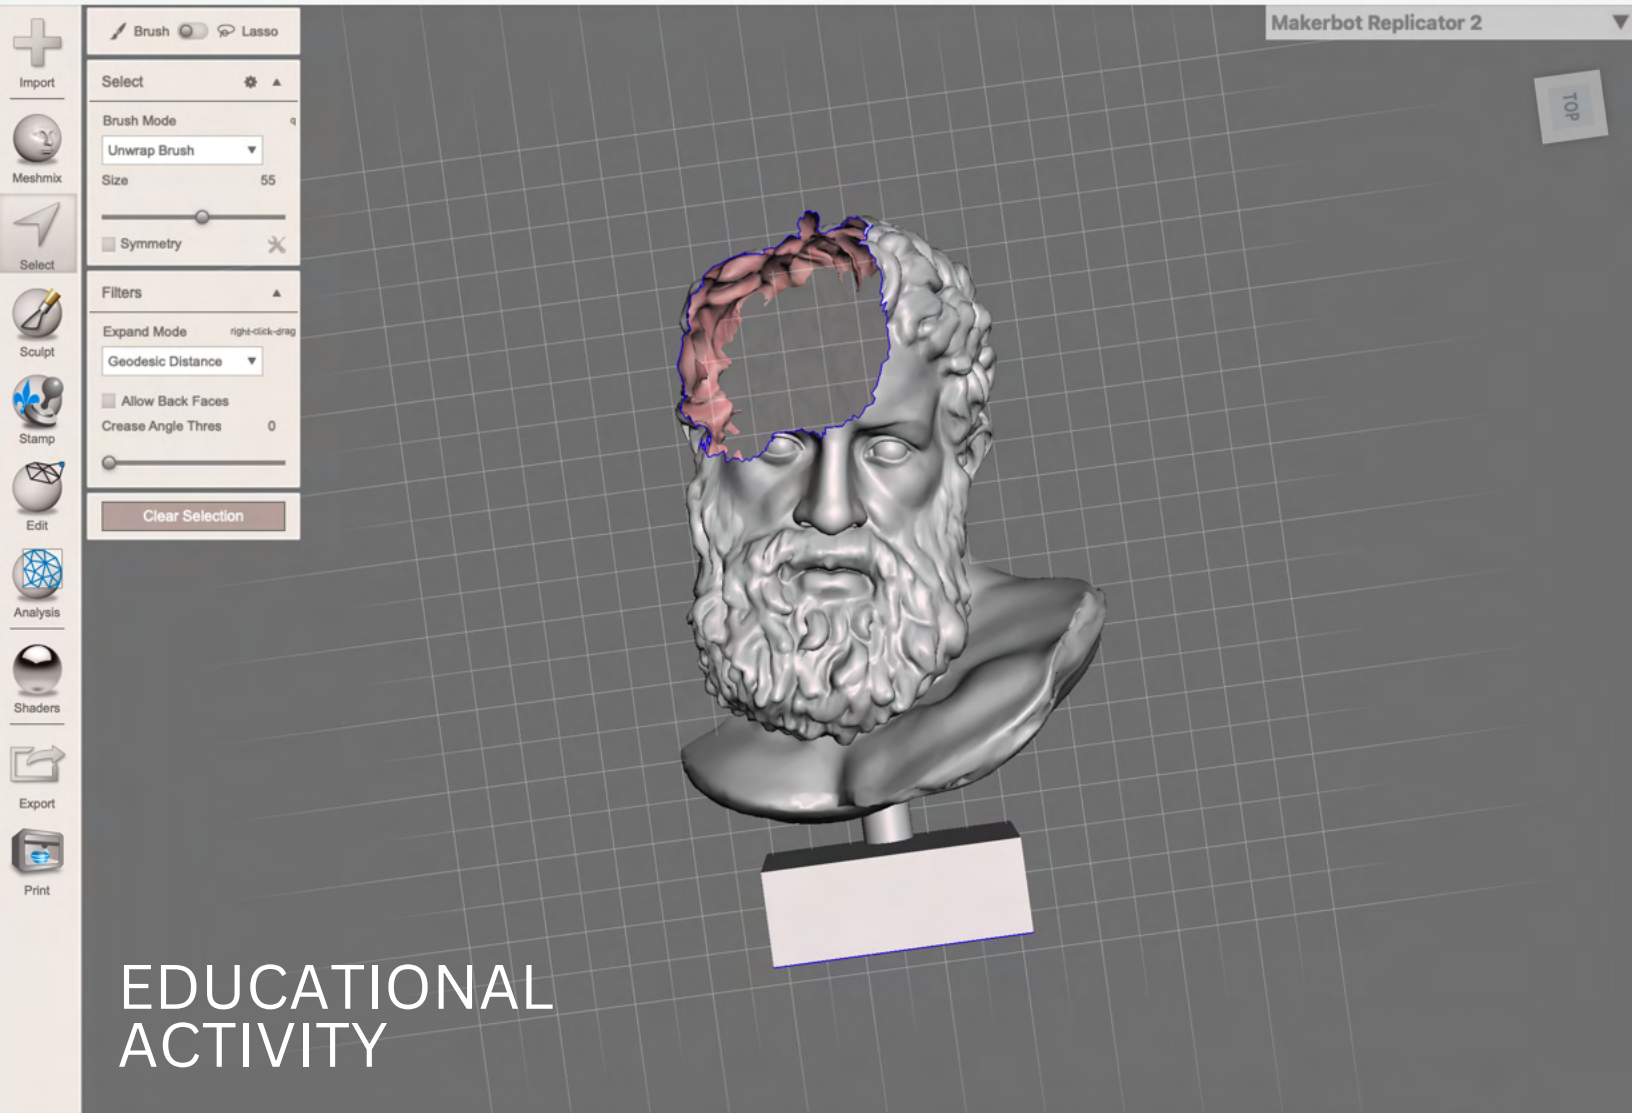 Import
Meshmix
Select
Sculpt
Stamp
Edit
Analysis
Shaders
Export
Print
Brush Lasso
Select
Brush Mode q
Unwrap Brush
Size 55
Symmetry
Filters
Expand Mode right-click-drag
Geodesic Distance
Allow Back Faces
Crease Angle Thres 0
Clear Selection
Makerbot Replicator 2
TOP
EDUCATIONAL
ACTIVITY